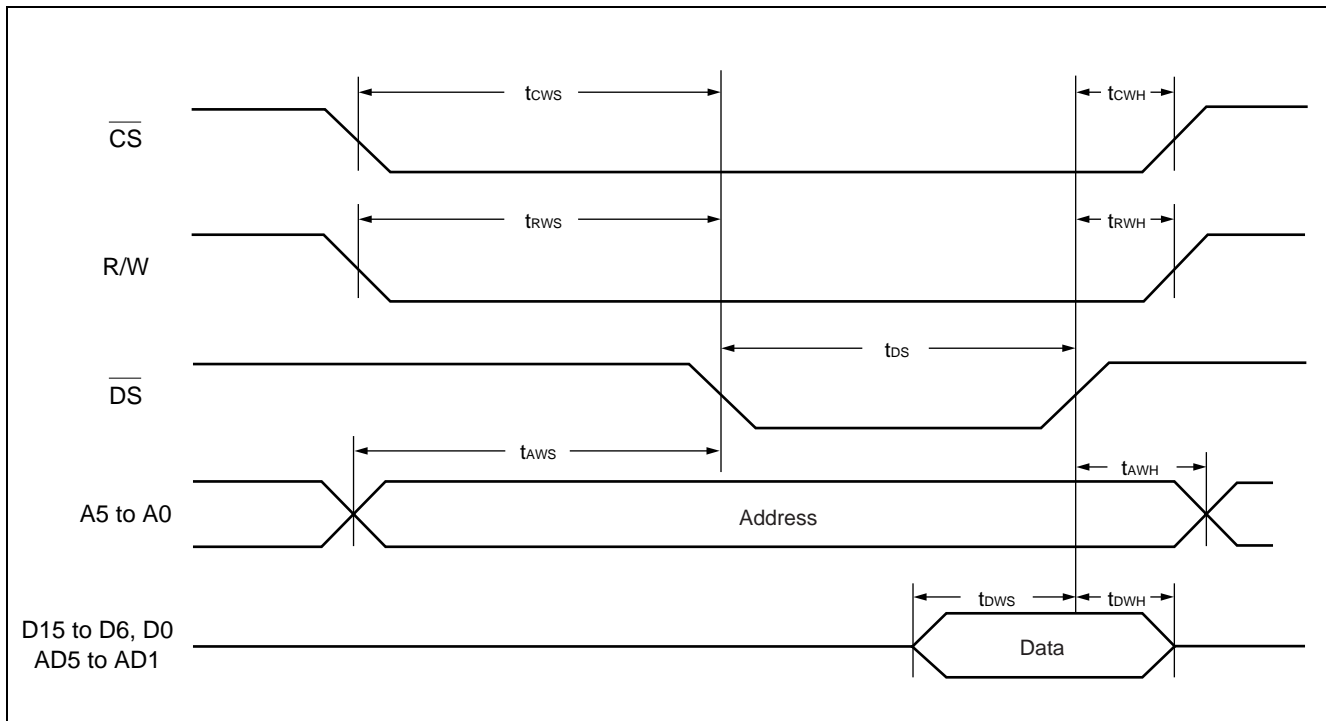 tCWS
tCWH
CS
tRWS
tRWH
R/W
tDS
DS
tAWS
tAWH
A5 to A0
Address
tDWS
tDWH
D15 to D6, D0
AD5 to AD1
Data